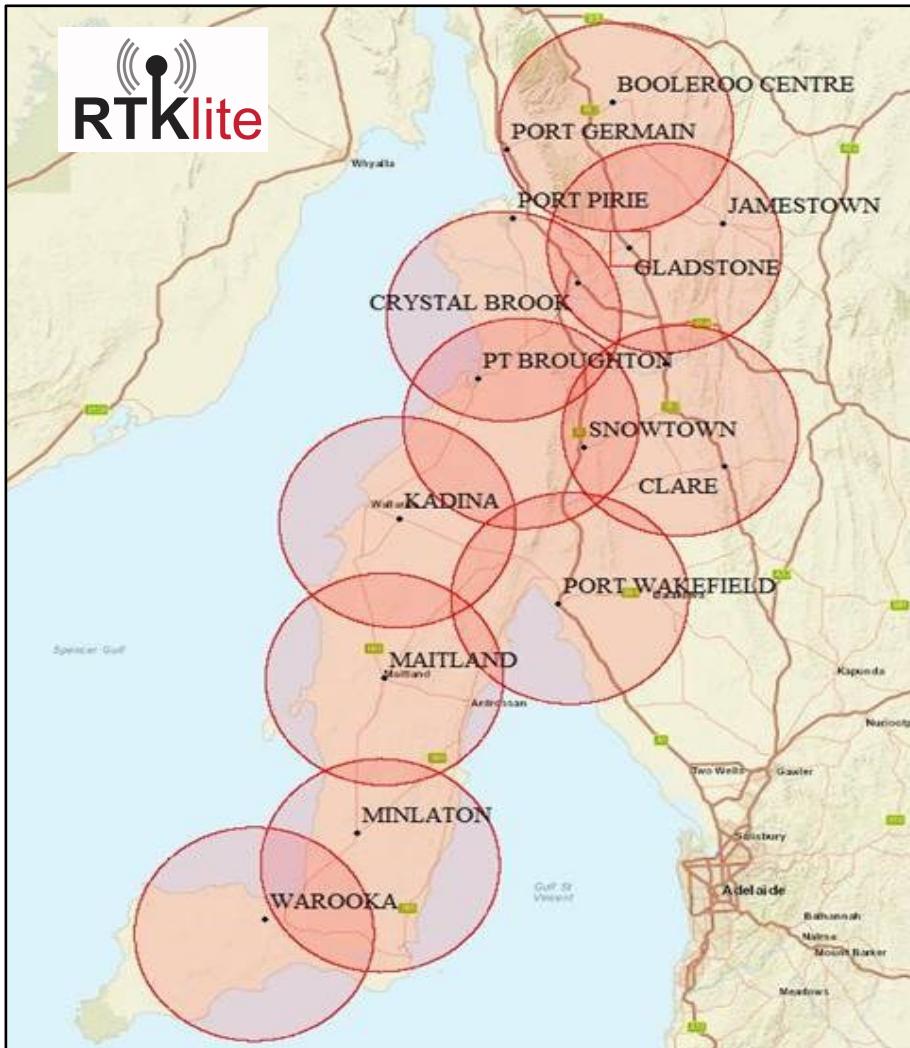 RTKlite
BOOLEROO CENTRE
PORT GERMAIN
Whyalla
PORT PIRIE
JAMESTOWN
GLADSTONE
CRYSTAL BROOK
PT BROUGHTON
SNOWTOWN
CLARE
KADINA
PORT WAKEFIELD
Spencer Gulf
MAITLAND
Maitland
Kapunda
Ardrossan
Two Wells
Gawler
MINLATON
Salisbury
WAROOKA
Gulf St
Vincent
Adelaide
Balhannah
Nairne
Mount Barker
Meadows